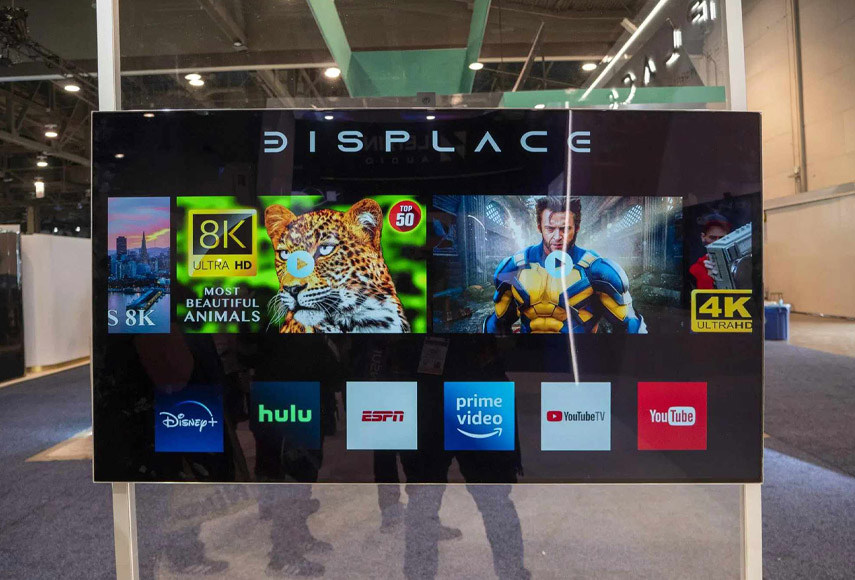 DISPLACE
TOP
50
8K
ULTRA HD
MOST
BEAUTIFUL
ANIMALS
S 8K
4K
ULTRAHD
Disney+
hulu
ESPN
prime
video
YouTubeTV
YouTube